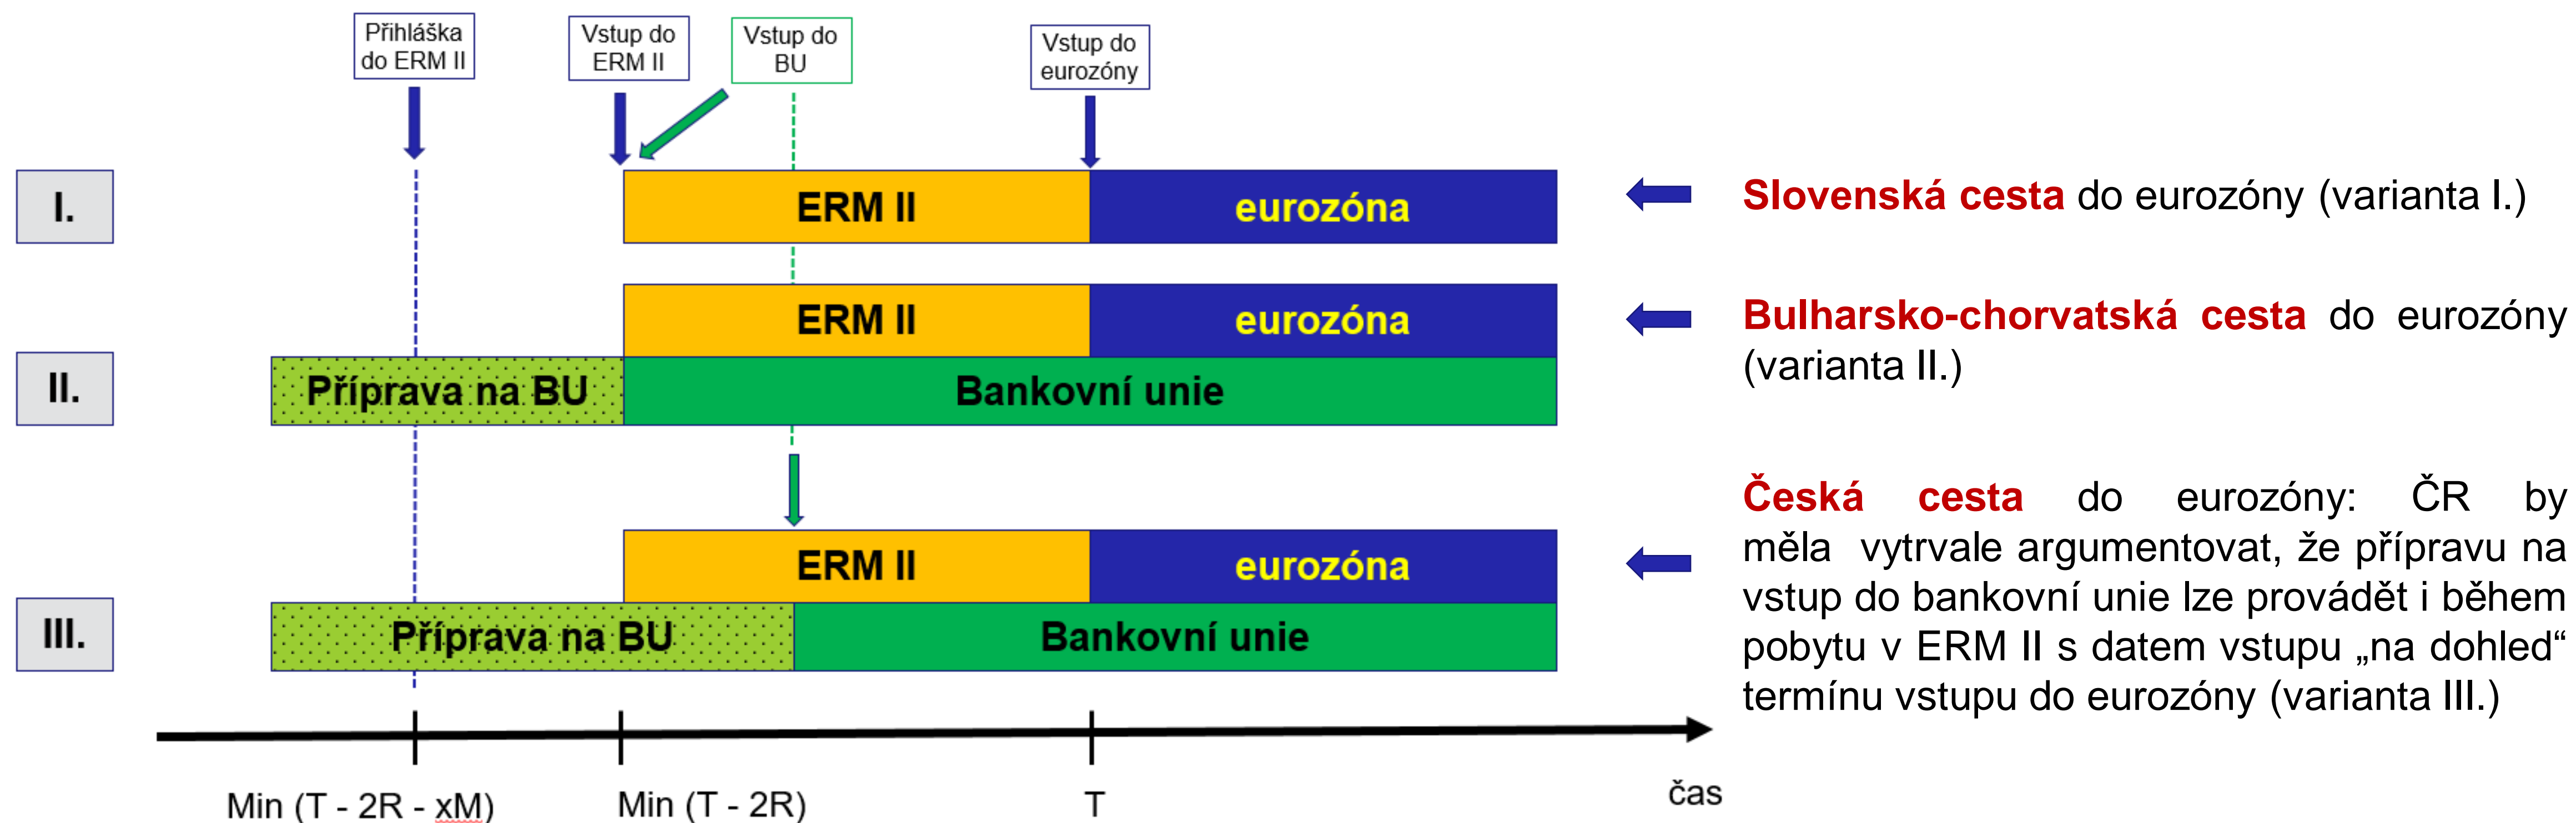 Přihláška
do ERM II
Vstup do
ERM II
Vstup do
BU
Vstup do
eurozóny
I.
ERM II
eurozóna
Slovenská cesta do eurozóny (varianta I.)
II.
ERM II
eurozóna
Příprava na BU
Bankovní unie
Bulharsko-chorvatská cesta do eurozóny
(varianta II.)
III.
ERM II
eurozóna
Příprava na BU
Bankovní unie
Česká cesta do eurozóny: ČR by
měla vytrvale argumentovat, že přípravu na
vstup do bankovní unie lze provádět i během
pobytu v ERM II s datem vstupu „na dohled“
termínu vstupu do eurozóny (varianta III.)
Min (T - 2R - xM)
Min (T - 2R)
T
čas